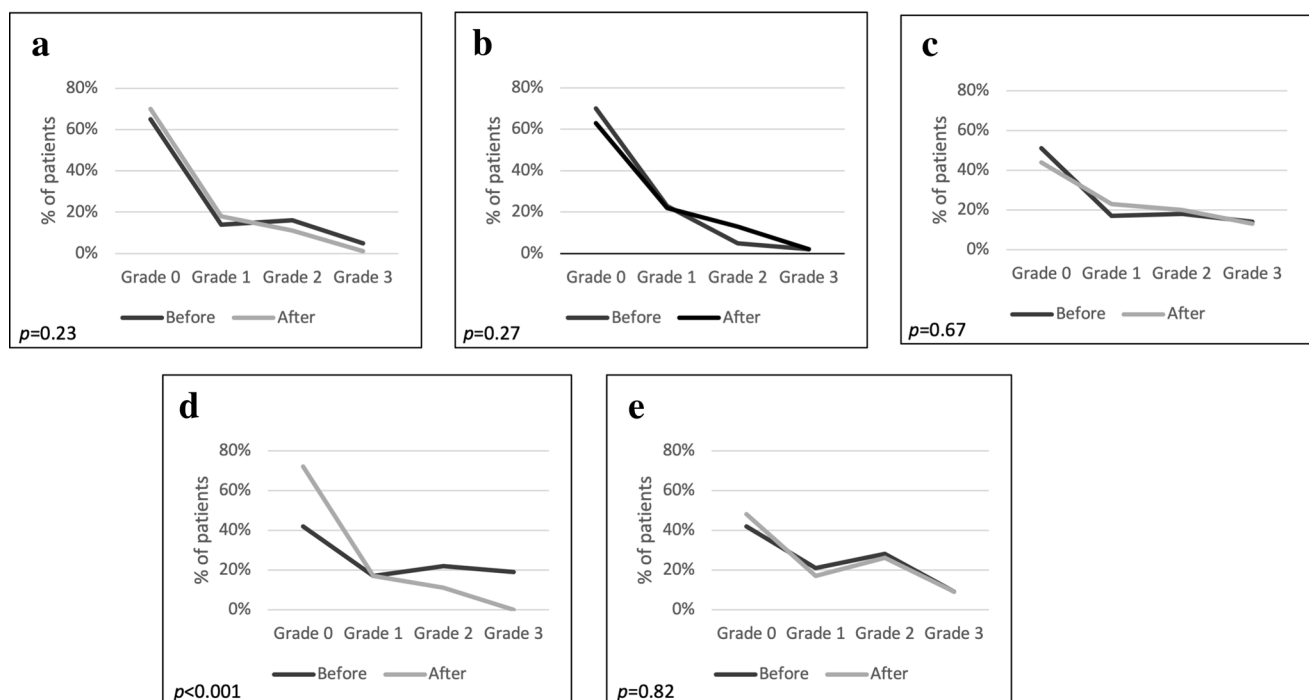 a
80%
60%
40%
20%
0%
% of patients
Grade 0 Grade 1 Grade 2 Grade 3
Before After
p=0.23
b
80%
60%
40%
20%
0%
% of patients
Grade 0 Grade 1 Grade 2 Grade 3
Before After
p=0.27
c
80%
60%
40%
20%
0%
% of patients
Grade 0 Grade 1 Grade 2 Grade 3
Before After
p=0.67
d
80%
60%
40%
20%
0%
% of patients
Grade 0 Grade 1 Grade 2 Grade 3
Before After
p<0.001
e
80%
60%
40%
20%
0%
% of patients
Grade 0 Grade 1 Grade 2 Grade 3
Before After
p=0.82